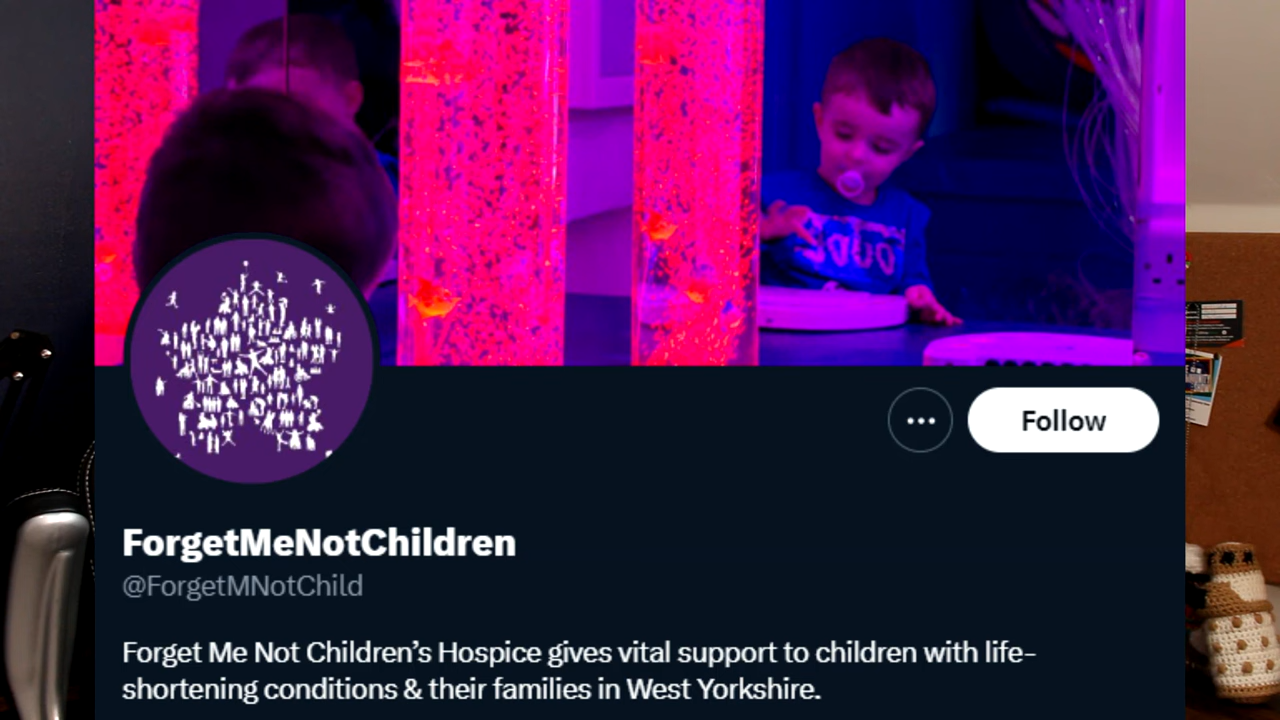 SQUAD
Follow
ForgetMeNotChildren
@ForgetMNotChild
Forget Me Not Children’s Hospice gives vital support to children with life-
shortening conditions & their families in West Yorkshire.